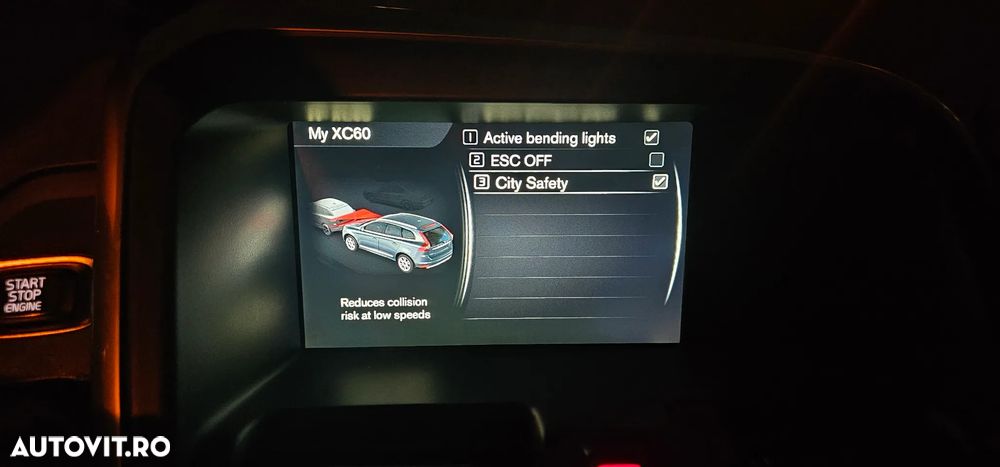 My XC60
1 Active bending lights
2 ESC OFF
3 City Safety
Reduces collision
risk at low speeds
START
STOP
ENGINE
AUTOVIT.RO